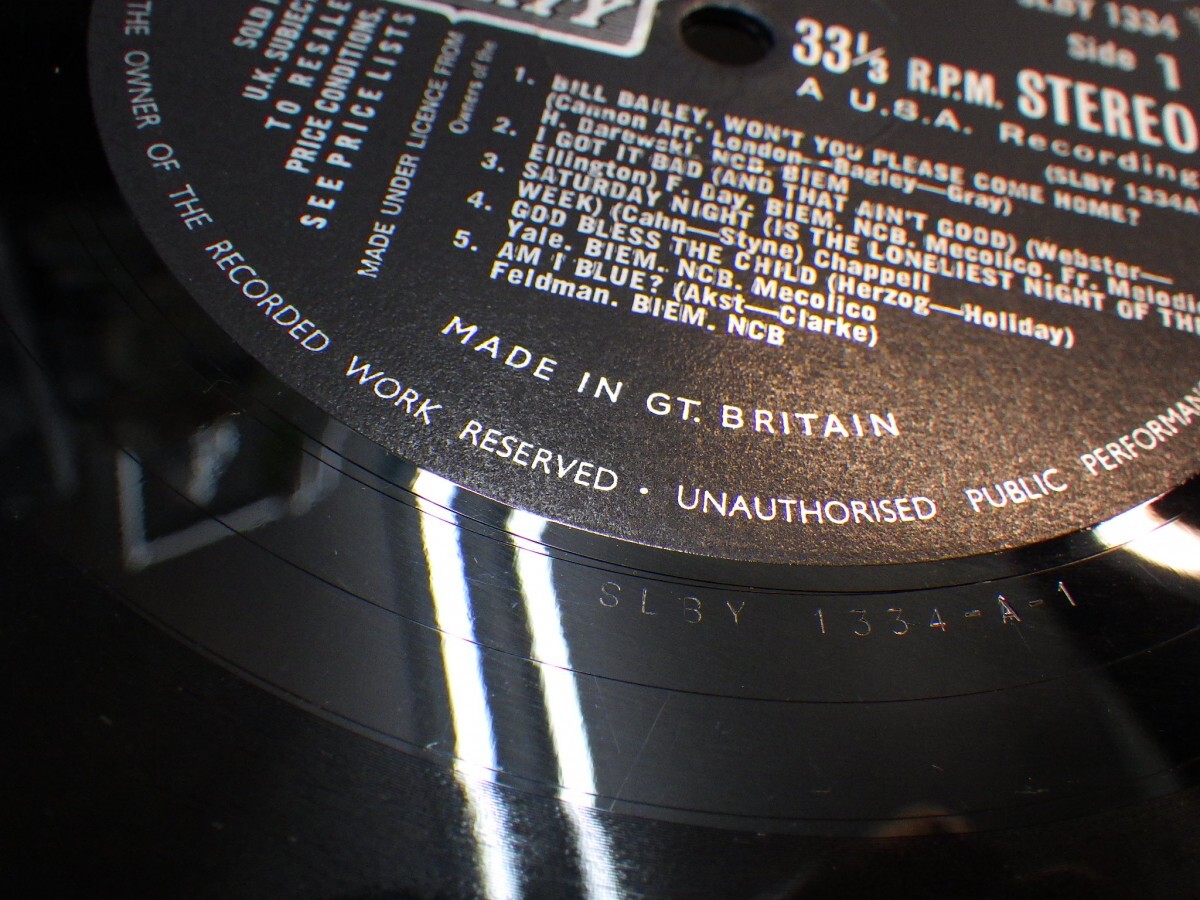 SLBY 1334
Side 1
33 1/3 R.P.M. STEREO
A U.S.A. Recording
(SLBY 1334A
SOLD I
U.K. SUBJECT
TO RESALE
PRICE CONDITIONS,
SEE PRICE LISTS
MADE UNDER LICENCE FROM
Owners of the
1. BILL BAILEY, WON'T YOU PLEASE COME HOME?
(Cannon Arr. London—Bagley—Gray)
H. Darewski. NCB. BIEM
2. I GOT IT BAD (AND THAT AIN'T GOOD) (Webster—
Ellington) F. Day. BIEM. NCB. Mecolico. Fr. Melodi
3. SATURDAY NIGHT (IS THE LONELIEST NIGHT OF THE
WEEK) (Cahn—Styne) Chappell
4. GOD BLESS THE CHILD (Herzog—Holiday)
Yale. BIEM. NCB. Mecolico
5. AM I BLUE? (Akst—Clarke)
Feldman. BIEM. NCB
MADE IN GT. BRITAIN
THE OWNER OF THE RECORDED WORK RESERVED · UNAUTHORISED PUBLIC PERFORMAN
SLBY 1334-A-1